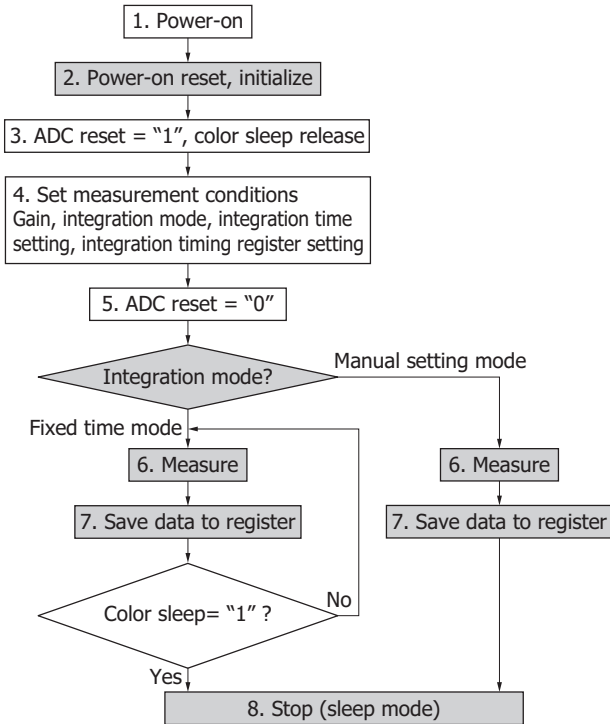 1. Power-on
2. Power-on reset, initialize
3. ADC reset = “1”, color sleep release
4. Set measurement conditions
Gain, integration mode, integration time
setting, integration timing register setting
5. ADC reset = “0”
Integration mode?
Manual setting mode
Fixed time mode
6. Measure
7. Save data to register
Color sleep= “1” ?
No
Yes
6. Measure
7. Save data to register
8. Stop (sleep mode)